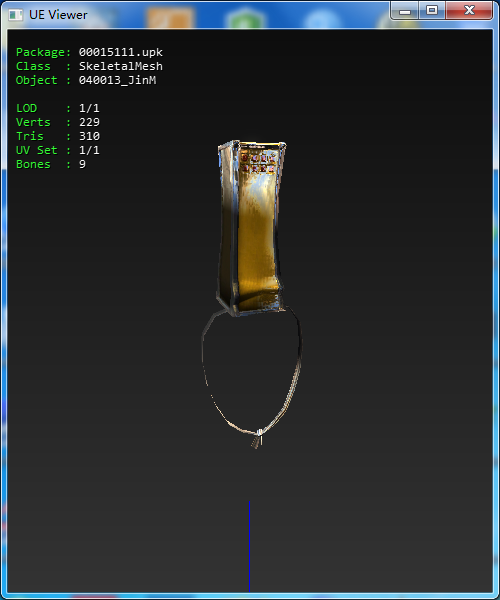 UE Viewer
Package: 00015111.upk
Class : SkeletalMesh
Object : 040013_JinM
LOD : 1/1
Verts : 229
Tris : 310
UV Set : 1/1
Bones : 9